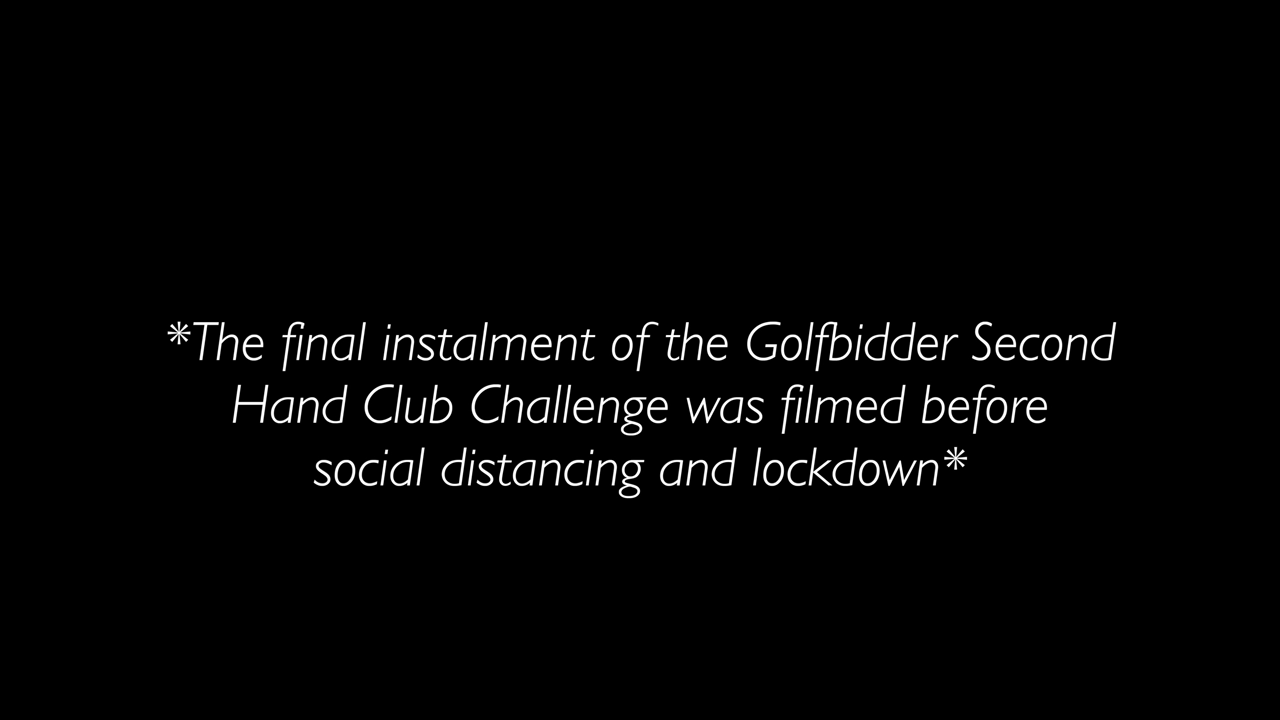 *The final instalment of the Golfbidder Second
Hand Club Challenge was filmed before
social distancing and lockdown*